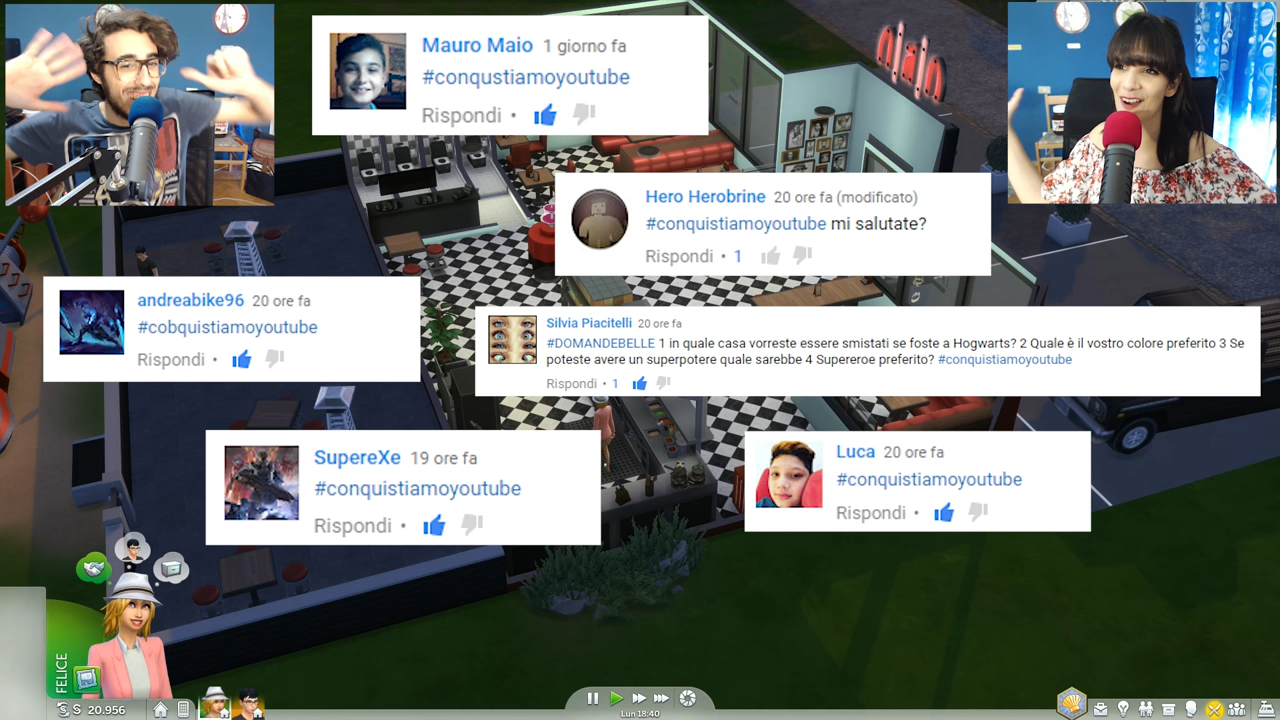 Mauro Maio 1 giorno fa
#conqustiamoyoutube
Rispondi •
Hero Herobrine 20 ore fa (modificato)
#conquistiamoyoutube mi salutate?
Rispondi • 1
andreabike96 20 ore fa
#cobquistiamoyoutube
Rispondi •
Silvia Piacitelli 20 ore fa
#DOMANDEBELLE 1 in quale casa vorreste essere smistati se foste a Hogwarts? 2 Quale è il vostro colore preferito 3 Se
poteste avere un superpotere quale sarebbe 4 Supereroe preferito? #conquistiamoyoutube
Rispondi • 1
SupereXe 19 ore fa
#conquistiamoyoutube
Rispondi •
Luca 20 ore fa
#conquistiamoyoutube
Rispondi •
FELICE
S 20.956
Lun 18:40